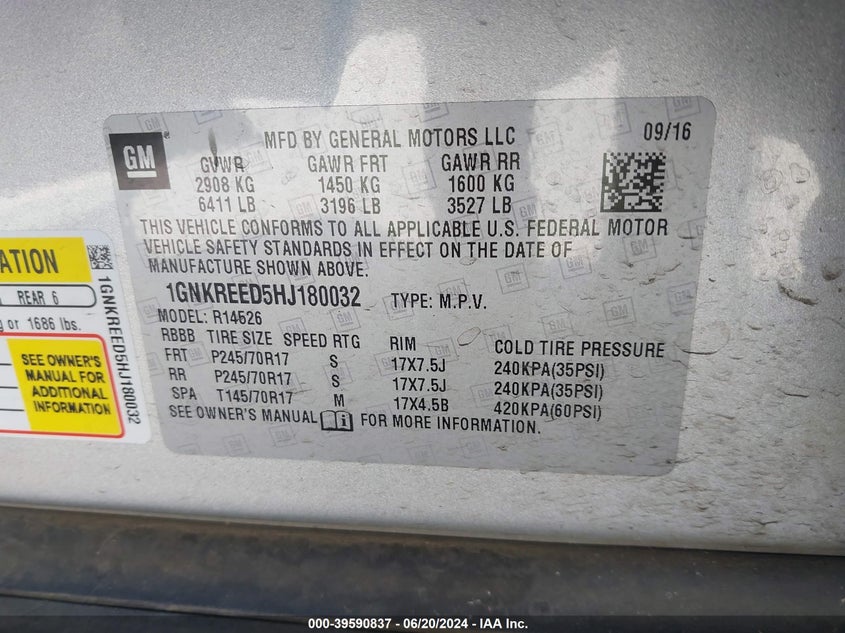 GM ®
MFD BY GENERAL MOTORS LLC 09/16
GVWR GAWR FRT GAWR RR
2908 KG 1450 KG 1600 KG
6411 LB 3196 LB 3527 LB
THIS VEHICLE CONFORMS TO ALL APPLICABLE U.S. FEDERAL MOTOR
VEHICLE SAFETY STANDARDS IN EFFECT ON THE DATE OF
MANUFACTURE SHOWN ABOVE.
1GNKREED5HJ180032 TYPE: M.P.V.
MODEL: R14526
RBBB TIRE SIZE SPEED RTG RIM COLD TIRE PRESSURE
FRT P245/70R17 S 17X7.5J 240KPA(35PSI)
RR P245/70R17 S 17X7.5J 240KPA(35PSI)
SPA T145/70R17 M 17X4.5B 420KPA(60PSI)
SEE OWNER'S MANUAL FOR MORE INFORMATION.
ATION
REAR 6
or 1686 lbs.
SEE OWNER'S
MANUAL FOR
ADDITIONAL
INFORMATION
1GNKREED5HJ180032
000-39590837 - 06/20/2024 - IAA Inc.